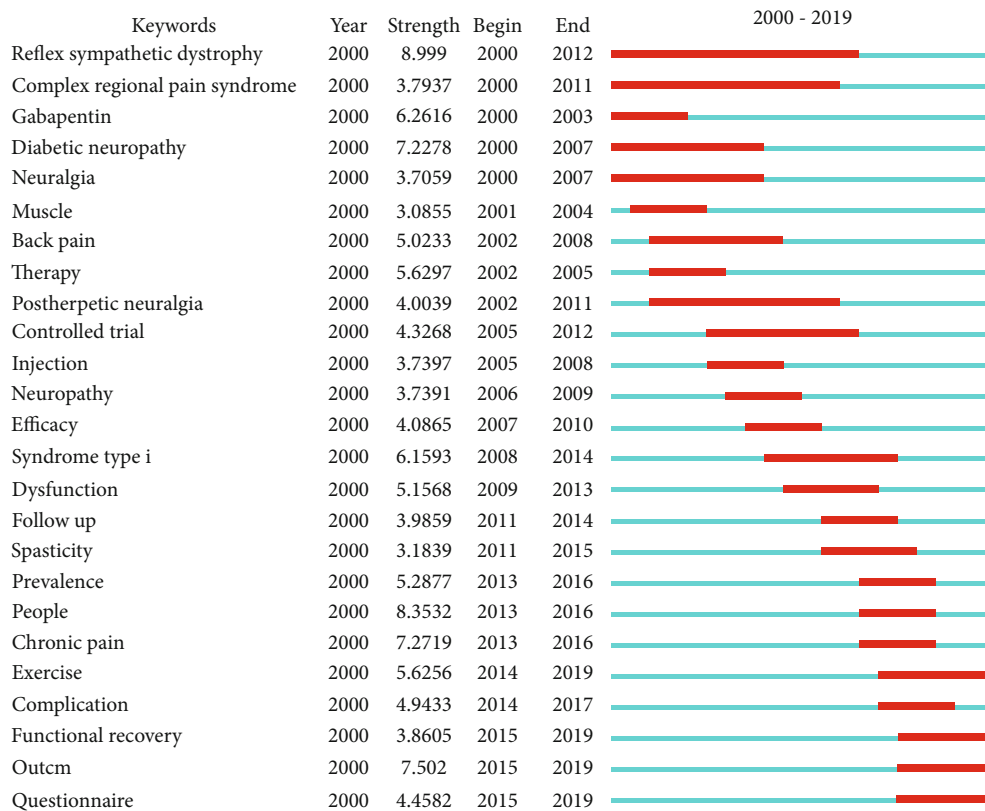 Keywords Year Strength Begin End 2000 - 2019
Reflex sympathetic dystrophy 2000 8.999 2000 2012
Complex regional pain syndrome 2000 3.7937 2000 2011
Gabapentin 2000 6.2616 2000 2003
Diabetic neuropathy 2000 7.2278 2000 2007
Neuralgia 2000 3.7059 2000 2007
Muscle 2000 3.0855 2001 2004
Back pain 2000 5.0233 2002 2008
Therapy 2000 5.6297 2002 2005
Postherpetic neuralgia 2000 4.0039 2002 2011
Controlled trial 2000 4.3268 2005 2012
Injection 2000 3.7397 2005 2008
Neuropathy 2000 3.7391 2006 2009
Efficacy 2000 4.0865 2007 2010
Syndrome type i 2000 6.1593 2008 2014
Dysfunction 2000 5.1568 2009 2013
Follow up 2000 3.9859 2011 2014
Spasticity 2000 3.1839 2011 2015
Prevalence 2000 5.2877 2013 2016
People 2000 8.3532 2013 2016
Chronic pain 2000 7.2719 2013 2016
Exercise 2000 5.6256 2014 2019
Complication 2000 4.9433 2014 2017
Functional recovery 2000 3.8605 2015 2019
Outcm 2000 7.502 2015 2019
Questionnaire 2000 4.4582 2015 2019